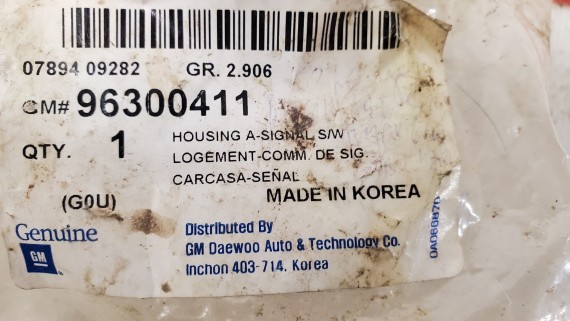 07894 09282 GR. 2.906
GM# 96300411
QTY. 1
HOUSING A-SIGNAL S/W
LOGEMENT-COMM. DE SIG.
CARCASA-SEÑAL
MADE IN KOREA
(G0U)
Genuine
GM
Distributed By
GM Daewoo Auto & Technology Co.
Inchon 403-714, Korea